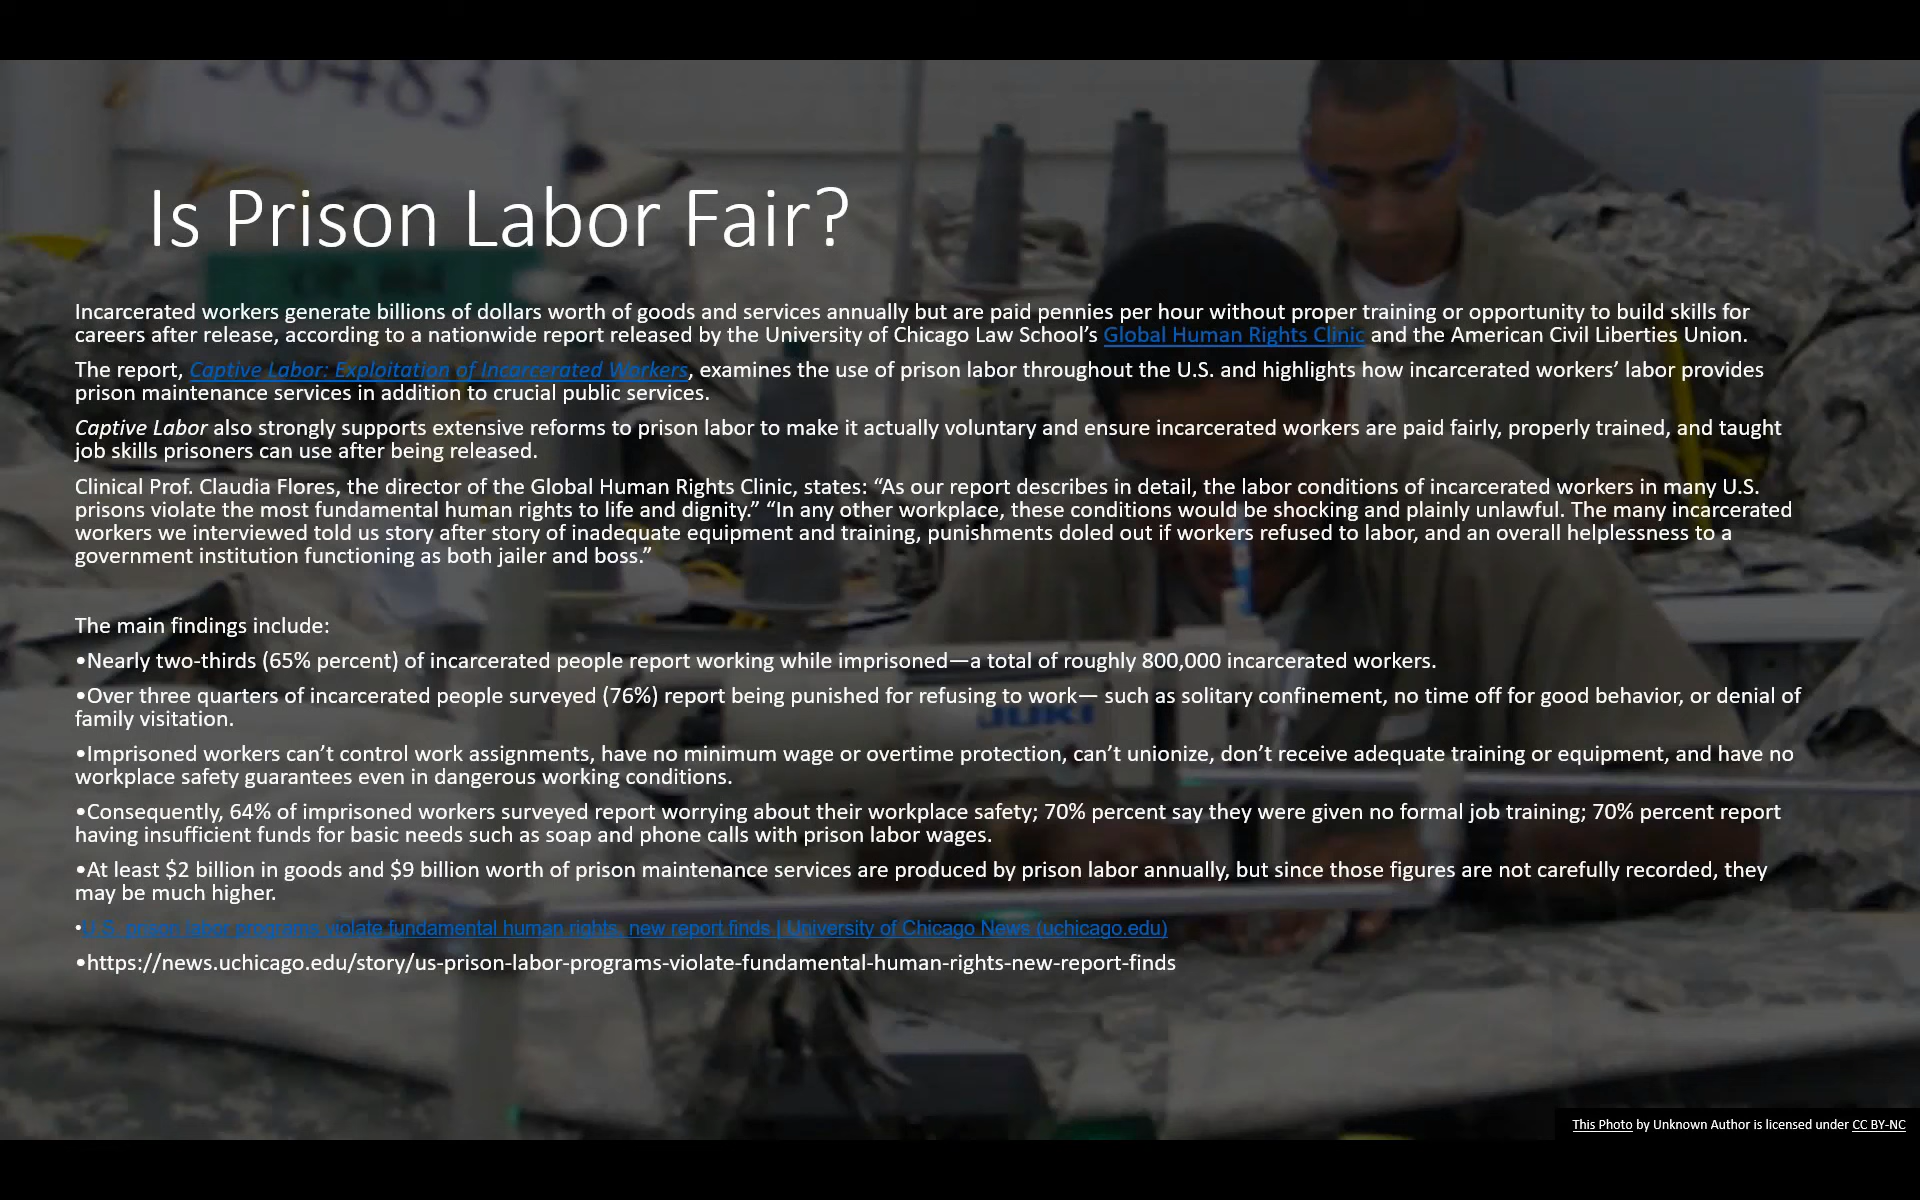 Is Prison Labor Fair?
Incarcerated workers generate billions of dollars worth of goods and services annually but are paid pennies per hour without proper training or opportunity to build skills for
careers after release, according to a nationwide report released by the University of Chicago Law School’s Global Human Rights Clinic and the American Civil Liberties Union.
The report, Captive Labor: Exploitation of Incarcerated Workers, examines the use of prison labor throughout the U.S. and highlights how incarcerated workers’ labor provides
prison maintenance services in addition to crucial public services.
Captive Labor also strongly supports extensive reforms to prison labor to make it actually voluntary and ensure incarcerated workers are paid fairly, properly trained, and taught
job skills prisoners can use after being released.
Clinical Prof. Claudia Flores, the director of the Global Human Rights Clinic, states: “As our report describes in detail, the labor conditions of incarcerated workers in many U.S.
prisons violate the most fundamental human rights to life and dignity.” “In any other workplace, these conditions would be shocking and plainly unlawful. The many incarcerated
workers we interviewed told us story after story of inadequate equipment and training, punishments doled out if workers refused to labor, and an overall helplessness to a
government institution functioning as both jailer and boss.”
The main findings include:
•Nearly two-thirds (65% percent) of incarcerated people report working while imprisoned—a total of roughly 800,000 incarcerated workers.
•Over three quarters of incarcerated people surveyed (76%) report being punished for refusing to work— such as solitary confinement, no time off for good behavior, or denial of
family visitation.
JUKI
•Imprisoned workers can’t control work assignments, have no minimum wage or overtime protection, can’t unionize, don’t receive adequate training or equipment, and have no
workplace safety guarantees even in dangerous working conditions.
•Consequently, 64% of imprisoned workers surveyed report worrying about their workplace safety; 70% percent say they were given no formal job training; 70% percent report
having insufficient funds for basic needs such as soap and phone calls with prison labor wages.
•At least $2 billion in goods and $9 billion worth of prison maintenance services are produced by prison labor annually, but since those figures are not carefully recorded, they
may be much higher.
•U.S. prison labor programs violate fundamental human rights, new report finds | University of Chicago News (uchicago.edu)
•https://news.uchicago.edu/story/us-prison-labor-programs-violate-fundamental-human-rights-new-report-finds
This Photo by Unknown Author is licensed under CC BY-NC